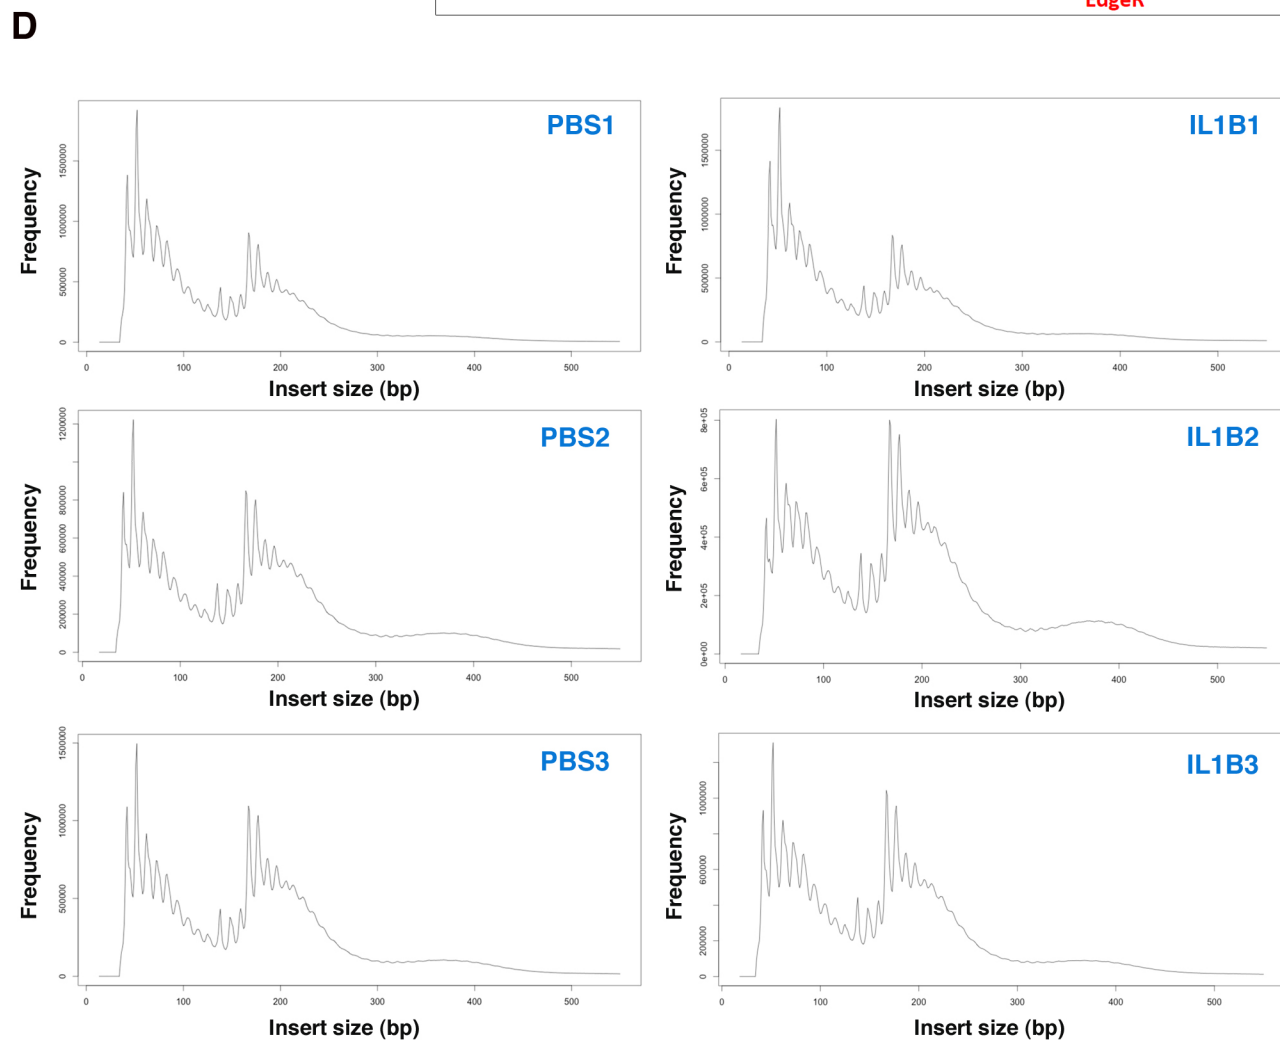 EdgeR
D
PBS1
Frequency
0
500000
1000000
1500000
0
100
200
300
400
500
Insert size (bp)
IL1B1
Frequency
0
500000
1000000
1500000
0
100
200
300
400
500
Insert size (bp)
PBS2
Frequency
0
200000
400000
600000
800000
1200000
0
100
200
300
400
500
Insert size (bp)
IL1B2
Frequency
0e+00
2e+05
4e+05
6e+05
8e+05
0
100
200
300
400
500
Insert size (bp)
PBS3
Frequency
0
500000
1000000
1500000
0
100
200
300
400
500
Insert size (bp)
IL1B3
Frequency
0
200000
600000
1000000
0
100
200
300
400
500
Insert size (bp)